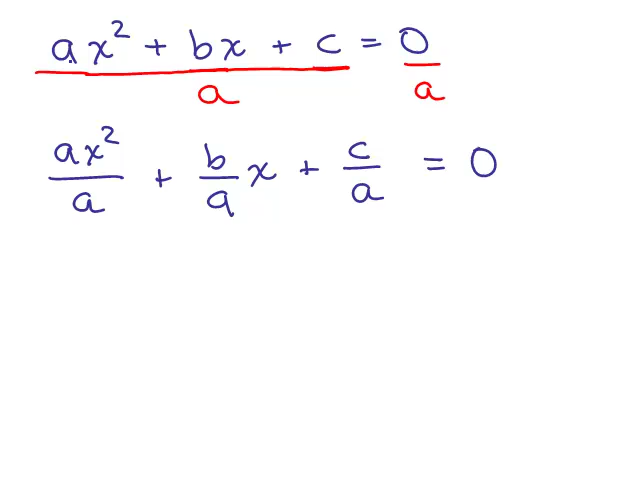 ax² + bx + c = 0
a a
ax²/a + b/a x + c/a = 0